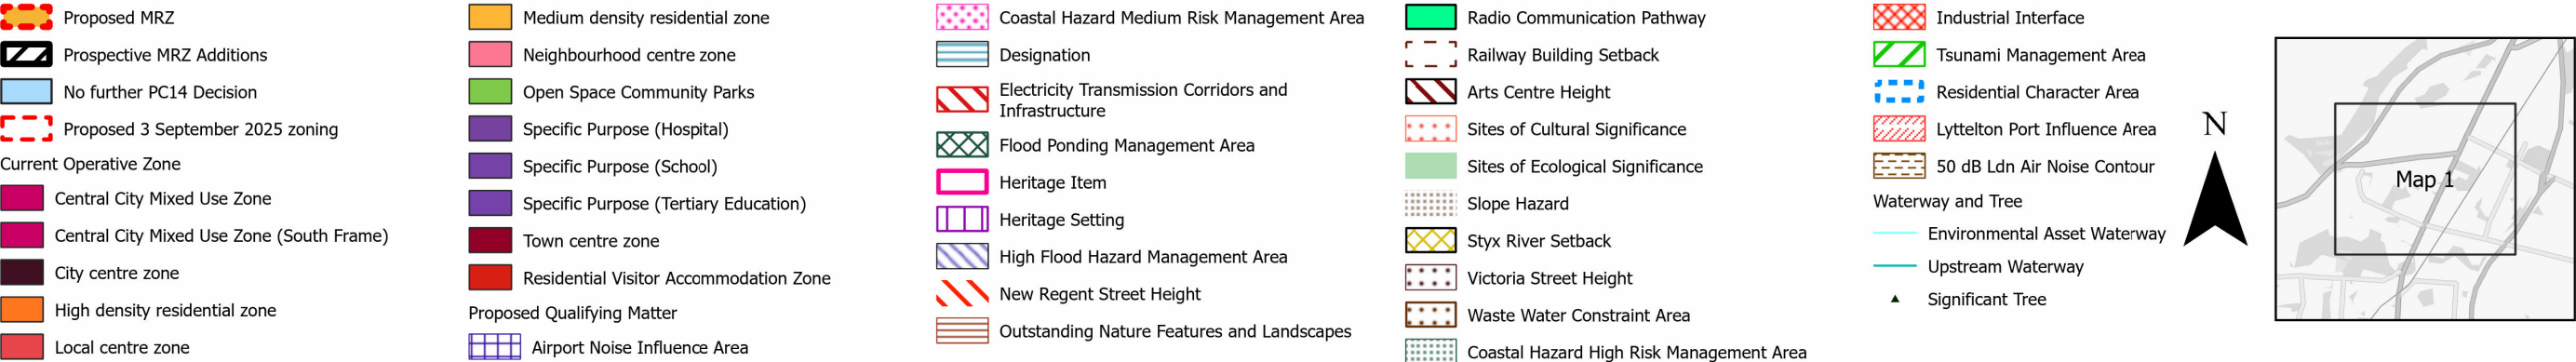 Proposed MRZ
Prospective MRZ Additions
No further PC14 Decision
Proposed 3 September 2025 zoning
Current Operative Zone
Central City Mixed Use Zone
Central City Mixed Use Zone (South Frame)
City centre zone
High density residential zone
Local centre zone
Medium density residential zone
Neighbourhood centre zone
Open Space Community Parks
Specific Purpose (Hospital)
Specific Purpose (School)
Specific Purpose (Tertiary Education)
Town centre zone
Residential Visitor Accommodation Zone
Proposed Qualifying Matter
Airport Noise Influence Area
Coastal Hazard Medium Risk Management Area
Designation
Electricity Transmission Corridors and
Infrastructure
Flood Ponding Management Area
Heritage Item
Heritage Setting
High Flood Hazard Management Area
New Regent Street Height
Outstanding Nature Features and Landscapes
Radio Communication Pathway
Railway Building Setback
Arts Centre Height
Sites of Cultural Significance
Sites of Ecological Significance
Slope Hazard
Styx River Setback
Victoria Street Height
Waste Water Constraint Area
Coastal Hazard High Risk Management Area
Industrial Interface
Tsunami Management Area
Residential Character Area
Lyttelton Port Influence Area
50 dB Ldn Air Noise Contour
Waterway and Tree
Environmental Asset Waterway
Upstream Waterway
Significant Tree
N
Map 1